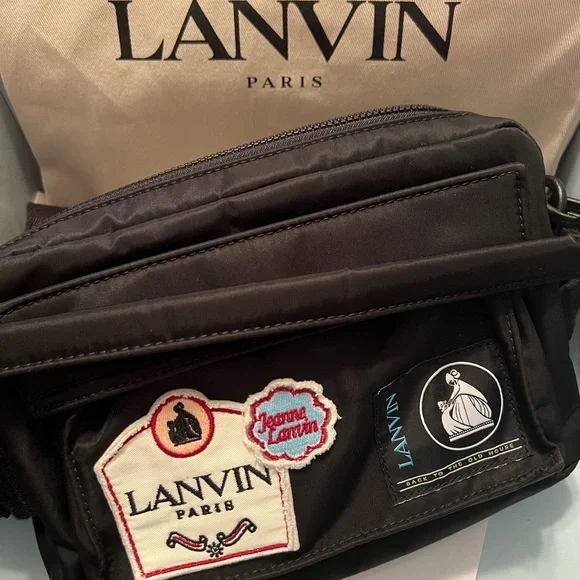 LANVIN
PARIS
Jeanne
Lanvin
LANVIN
PARIS
LANVIN
BACK TO THE OLD HOUSE